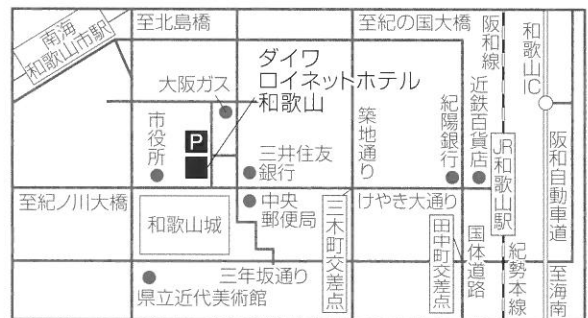 南海
和歌山市駅
至北島橋
至紀の国大橋
阪和線
和歌山IC
ダイワ
ロイネットホテル
和歌山
大阪ガス
市役所
P
三井住友
銀行
築地通り
紀陽銀行
近鉄百貨店
JR和歌山駅
阪和自動車道
至紀ノ川大橋
和歌山城
中央
郵便局
三木町交差点
けやき大通り
田中町交差点
国体道路
紀勢本線
至海南
三年坂通り
県立近代美術館